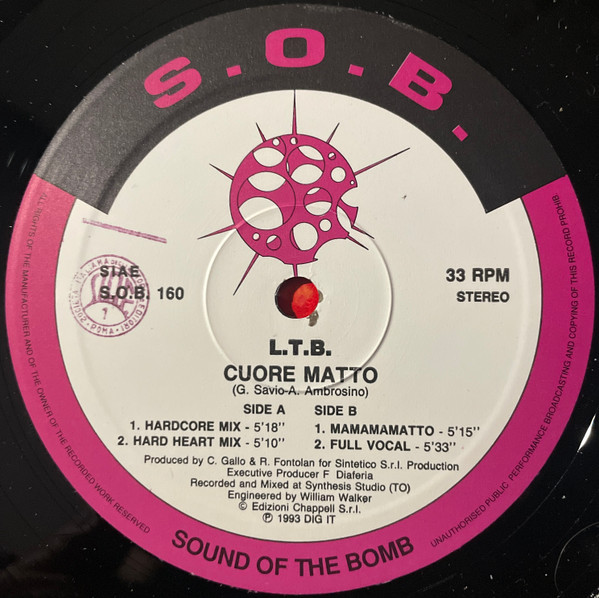 S.O.B.
SIAE
S.O.B. 160
33 RPM
STEREO
L.T.B.
CUORE MATTO
(G. Savio-A. Ambrosino)
SIDE A
1. HARDCORE MIX - 5'18''
2. HARD HEART MIX - 5'10''
SIDE B
1. MAMAMAMATTO - 5'15''
2. FULL VOCAL - 5'33''
Produced by C. Gallo & R. Fontolan for Sintetico S.r.l. Production
Executive Producer F Diaferia
Recorded and Mixed at Synthesis Studio (TO)
Engineered by William Walker
© Edizioni Chappell S.r.l.
℗ 1993 DIG IT
SOUND OF THE BOMB
ALL RIGHTS OF THE MANUFACTURER AND OF THE OWNER OF THE RECORDED WORK RESERVED
UNAUTHORISED PUBLIC PERFORMANCE BROADCASTING AND COPYING OF THIS RECORD PROHIB